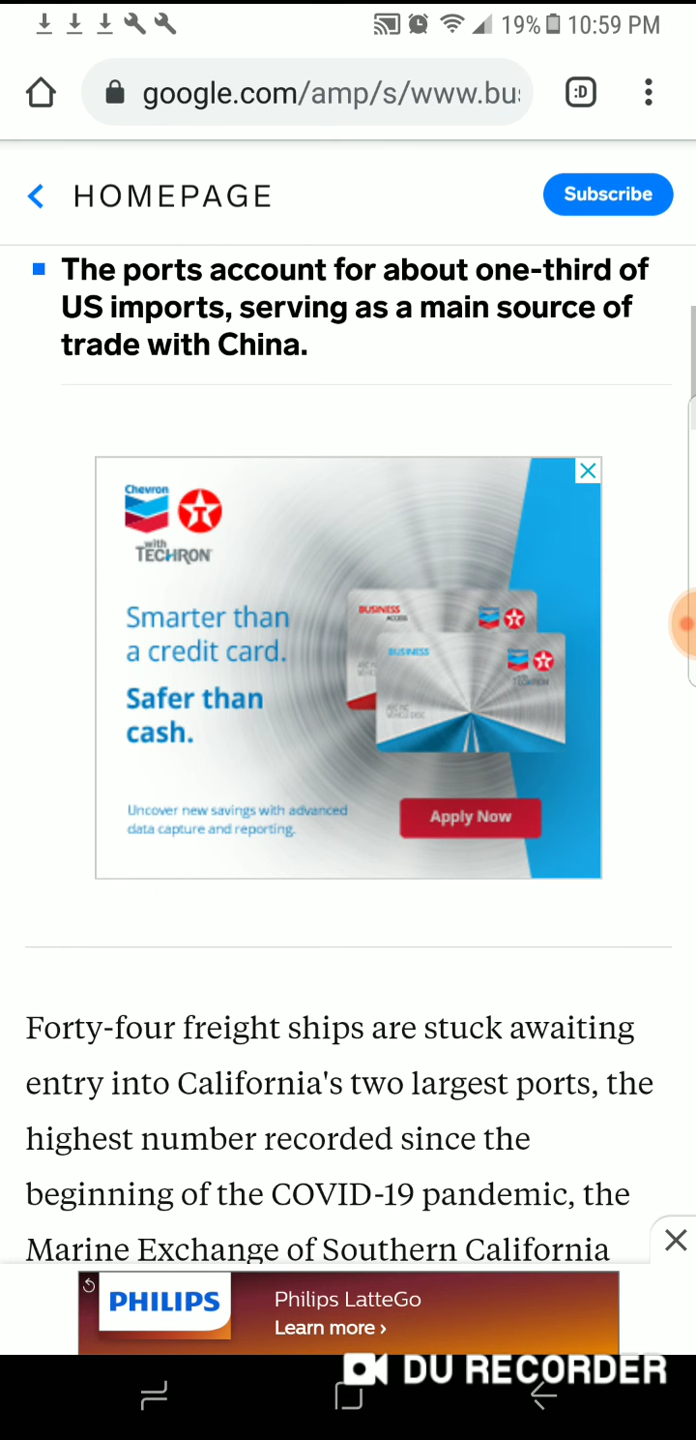 19% 10:59 PM
google.com/amp/s/www.bus
:D
HOMEPAGE
Subscribe
The ports account for about one-third of
US imports, serving as a main source of
trade with China.
Chevron
with
TECHRON
Smarter than
a credit card.
Safer than
cash.
BUSINESS
ACCESS
BUSINESS
Uncover new savings with advanced
data capture and reporting.
Apply Now
Forty-four freight ships are stuck awaiting
entry into California's two largest ports, the
highest number recorded since the
beginning of the COVID-19 pandemic, the
Marine Exchange of Southern California
PHILIPS
Philips LatteGo
Learn more ›
DU RECORDER